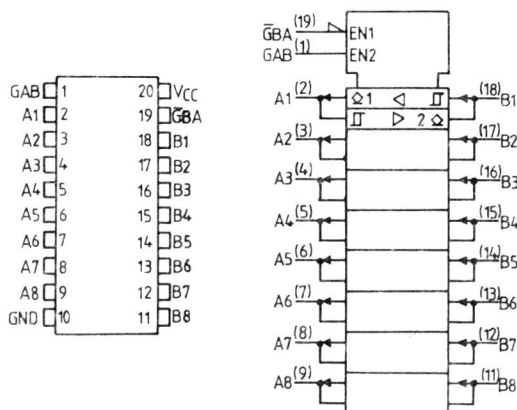 GAB 1 20 VCC
A1 2 19 G̅BA
A2 3 18 B1
A3 4 17 B2
A4 5 16 B3
A5 6 15 B4
A6 7 14 B5
A7 8 13 B6
A8 9 12 B7
GND 10 11 B8
G̅BA (19) EN1
GAB (1) EN2
A1 (2) 1 (18) B1
2
A2 (3) (17) B2
A3 (4) (16) B3
A4 (5) (15) B4
A5 (6) (14) B5
A6 (7) (13) B6
A7 (8) (12) B7
A8 (9) (11) B8